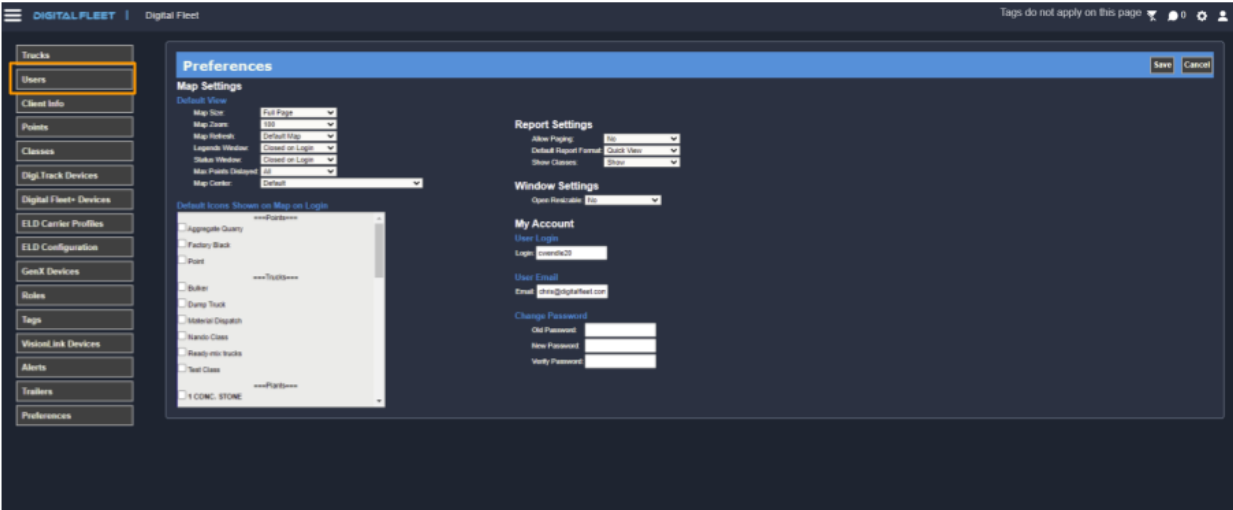 DIGITALFLEET | Digital Fleet
Tags do not apply on this page
0
Trucks
Users
Client Info
Points
Classes
Digi.Track Devices
Digital Fleet+ Devices
ELD Carrier Profiles
ELD Configuration
GenX Devices
Roles
Tags
VisionLink Devices
Alerts
Trailers
Preferences
Preferences
Save Cancel
Map Settings
Default View
Map Size: Full Page
Map Zoom: 100
Map Refresh: Default Map
Legends Window: Closed on Login
Status Window: Closed on Login
Max Points Displayed: All
Map Center: Default
Default Icons Shown on Map on Login
===Points===
Aggregate Quarry
Factory Black
Point
===Trucks===
Bulker
Dump Truck
Material Dispatch
Nando Class
Ready-mix trucks
Test Class
===Plants===
1 CONC. STONE
Report Settings
Allow Paging: No
Default Report Format: Quick View
Show Classes: Show
Window Settings
Open Resizable: No
My Account
User Login
Login: cwendle20
User Email
Email: chris@digitalfleet.com
Change Password
Old Password:
New Password:
Verify Password: